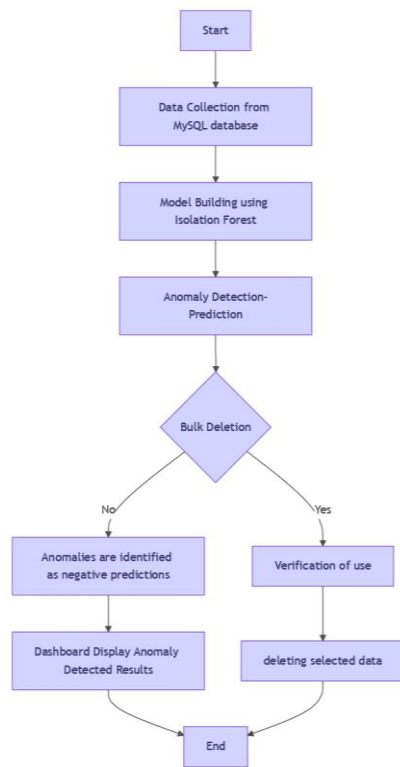 Start
Data Collection from
MySQL database
Model Building using
Isolation Forest
Anomaly Detection-
Prediction
Bulk Deletion
No
Yes
Anomalies are identified
as negative predictions
Verification of use
Dashboard Display Anomaly
Detected Results
deleting selected data
End